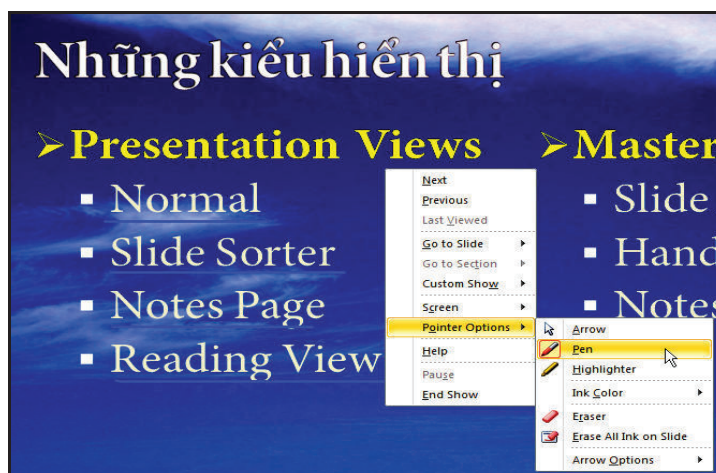 Những kiểu hiển thị
➢Presentation Views
▪ Normal
▪ Slide Sorter
▪ Notes Page
▪ Reading View
➢Master
▪ Slide
▪ Hand
▪ Notes
Next
Previous
Last Viewed
Go to Slide
Go to Section
Custom Show
Screen
Pointer Options
Help
Pause
End Show
Arrow
Pen
Highlighter
Ink Color
Eraser
Erase All Ink on Slide
Arrow Options